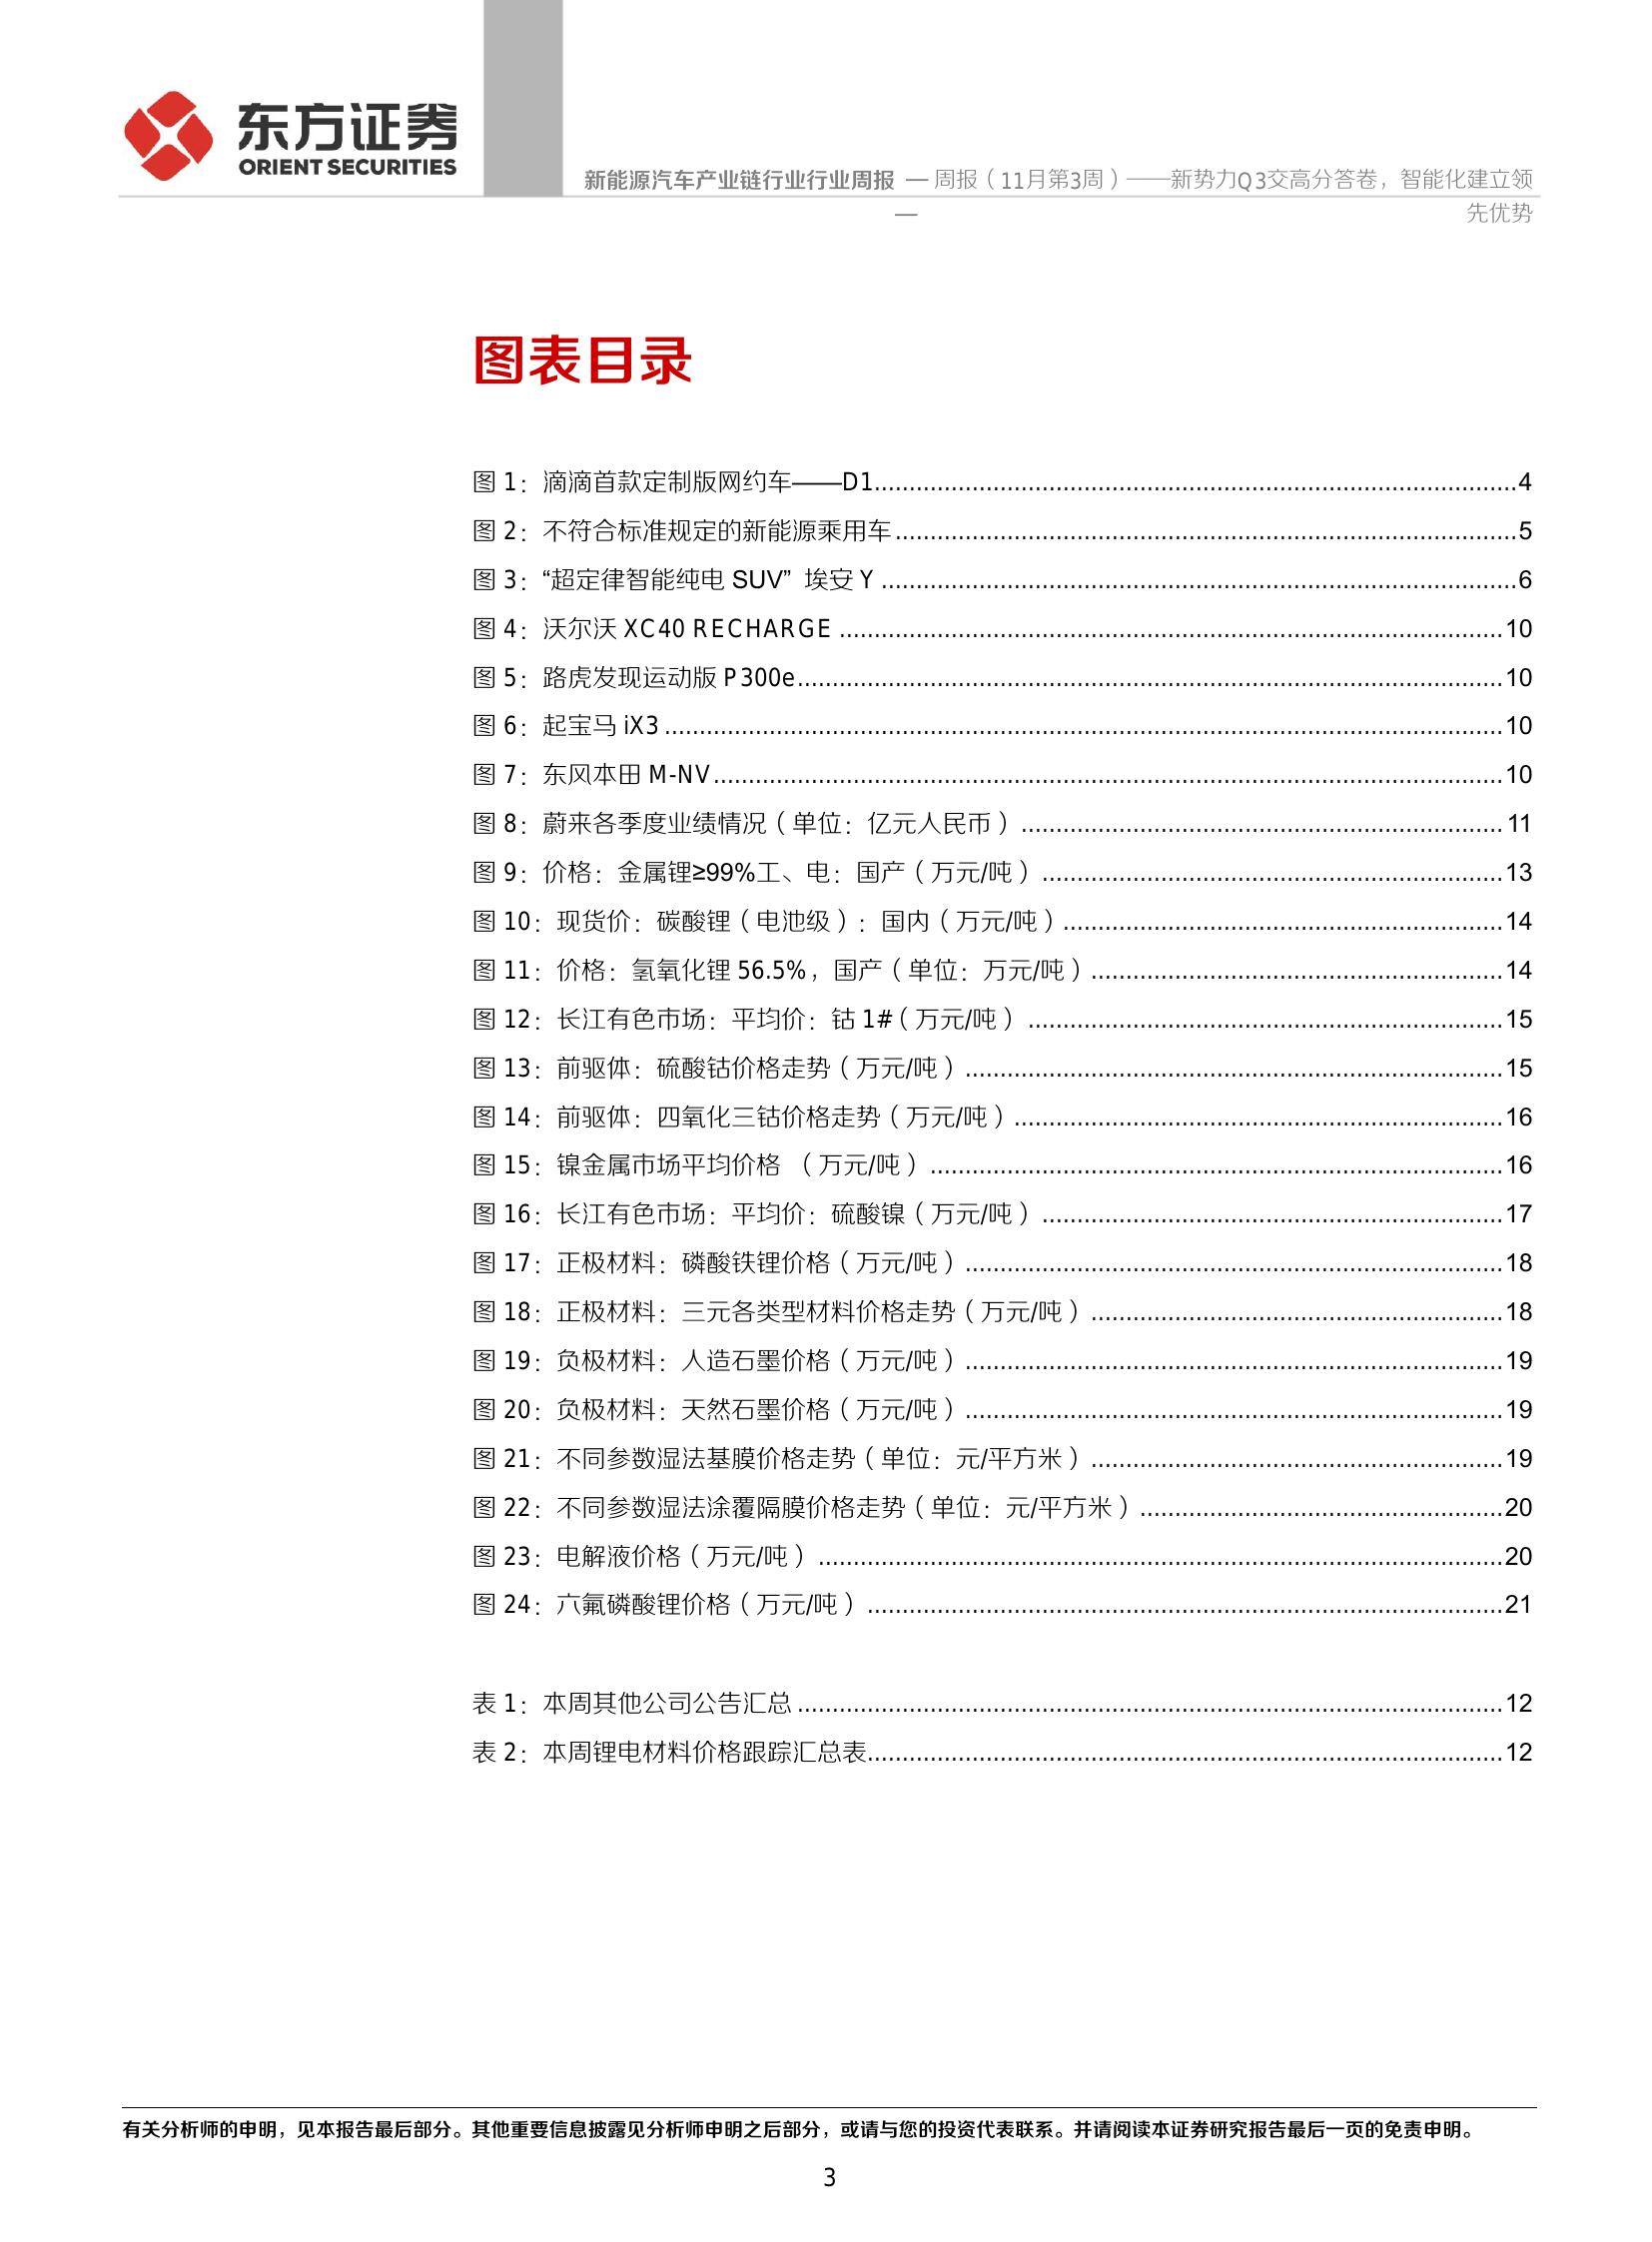 东方证券
ORIENT SECURITIES
新能源汽车产业链行业行业周报 — 周报（11月第3周）——新势力Q3交高分答卷，智能化建立领
—
先优势
图表目录
图 1：滴滴首款定制版网约车——D1....................4
图 2：不符合标准规定的新能源乘用车....................5
图 3：“超定律智能纯电 SUV” 埃安 Y....................6
图 4：沃尔沃 XC40 RECHARGE....................10
图 5：路虎发现运动版 P300e....................10
图 6：起宝马 iX3....................10
图 7：东风本田 M-NV....................10
图 8：蔚来各季度业绩情况（单位：亿元人民币）....................11
图 9：价格：金属锂≥99%工、电：国产（万元/吨）....................13
图 10：现货价：碳酸锂（电池级）：国内（万元/吨）....................14
图 11：价格：氢氧化锂 56.5%，国产（单位：万元/吨）....................14
图 12：长江有色市场：平均价：钴 1#（万元/吨）....................15
图 13：前驱体：硫酸钴价格走势（万元/吨）....................15
图 14：前驱体：四氧化三钴价格走势（万元/吨）....................16
图 15：镍金属市场平均价格 （万元/吨）....................16
图 16：长江有色市场：平均价：硫酸镍（万元/吨）....................17
图 17：正极材料：磷酸铁锂价格（万元/吨）....................18
图 18：正极材料：三元各类型材料价格走势（万元/吨）....................18
图 19：负极材料：人造石墨价格（万元/吨）....................19
图 20：负极材料：天然石墨价格（万元/吨）....................19
图 21：不同参数湿法基膜价格走势（单位：元/平方米）....................19
图 22：不同参数湿法涂覆隔膜价格走势（单位：元/平方米）....................20
图 23：电解液价格（万元/吨）....................20
图 24：六氟磷酸锂价格（万元/吨）....................21
表 1：本周其他公司公告汇总....................12
表 2：本周锂电材料价格跟踪汇总表....................12
有关分析师的申明，见本报告最后部分。其他重要信息披露见分析师申明之后部分，或请与您的投资代表联系。并请阅读本证券研究报告最后一页的免责申明。
3